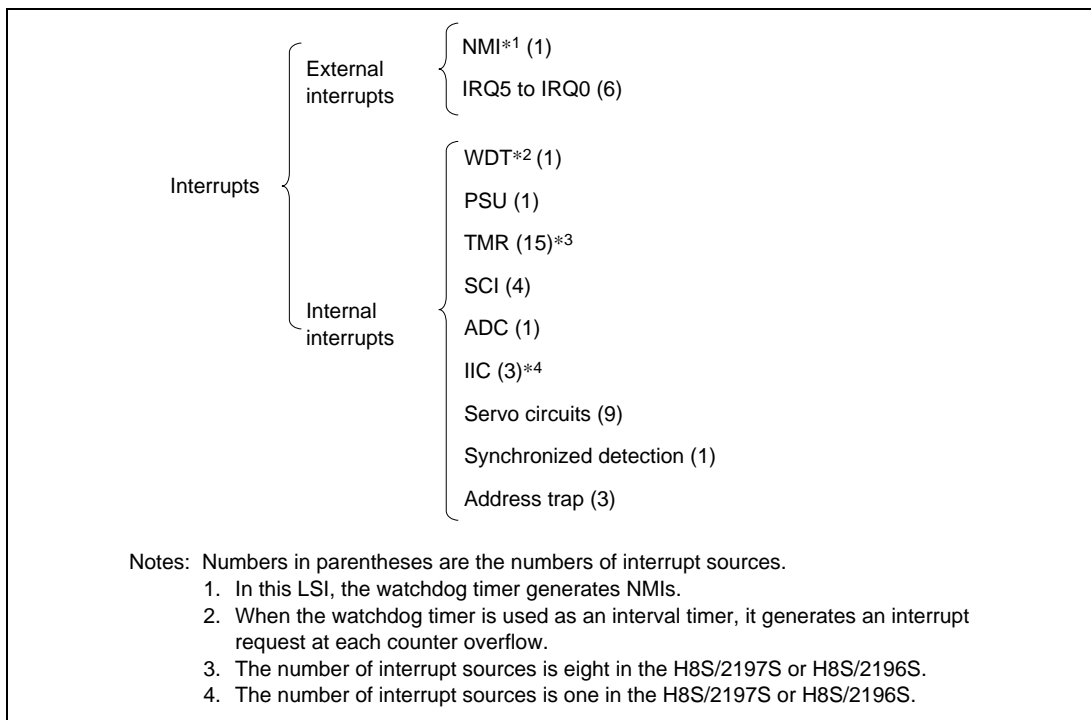 Interrupts
External
interrupts
NMI*1 (1)
IRQ5 to IRQ0 (6)
Internal
interrupts
WDT*2 (1)
PSU (1)
TMR (15)*3
SCI (4)
ADC (1)
IIC (3)*4
Servo circuits (9)
Synchronized detection (1)
Address trap (3)
Notes: Numbers in parentheses are the numbers of interrupt sources.
1. In this LSI, the watchdog timer generates NMIs.
2. When the watchdog timer is used as an interval timer, it generates an interrupt
request at each counter overflow.
3. The number of interrupt sources is eight in the H8S/2197S or H8S/2196S.
4. The number of interrupt sources is one in the H8S/2197S or H8S/2196S.